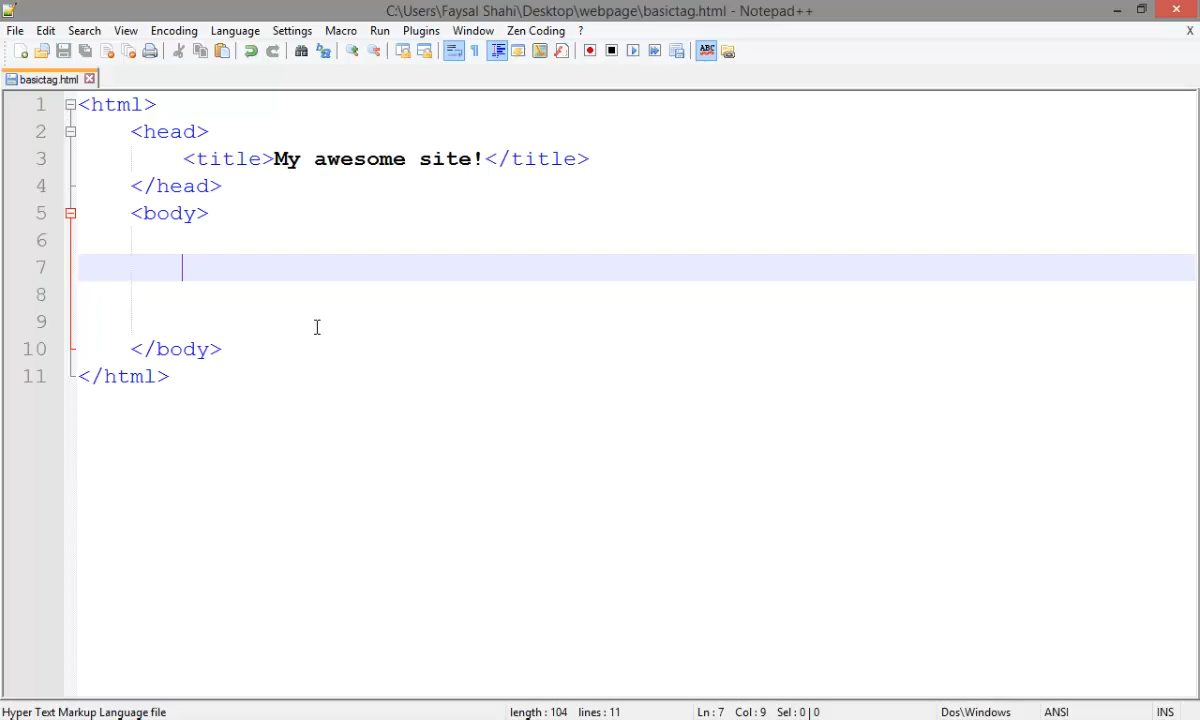 C:\Users\Faysal Shahi\Desktop\webpage\basictag.html - Notepad++
File Edit Search View Encoding Language Settings Macro Run Plugins Window Zen Coding ? X
ABC
basictag.html
1 <html>
2 <head>
3 <title>My awesome site!</title>
4 </head>
5 <body>
6
7
8
9
10 </body>
11 </html>
Hyper Text Markup Language file length : 104 lines : 11 Ln : 7 Col : 9 Sel : 0 | 0 Dos\Windows ANSI INS